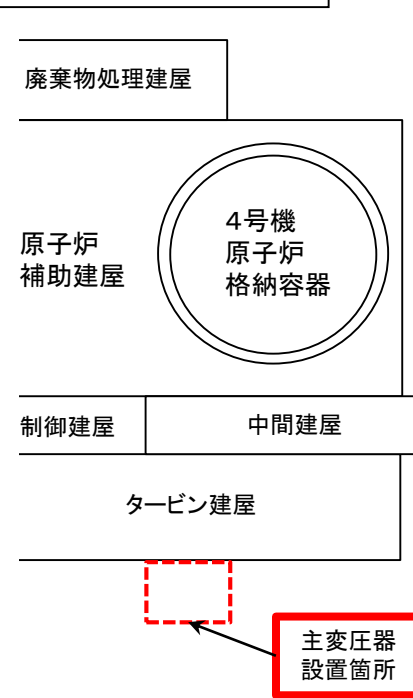 廃棄物処理建屋
原子炉
補助建屋
4号機
原子炉
格納容器
制御建屋
中間建屋
タービン建屋
主変圧器
設置箇所